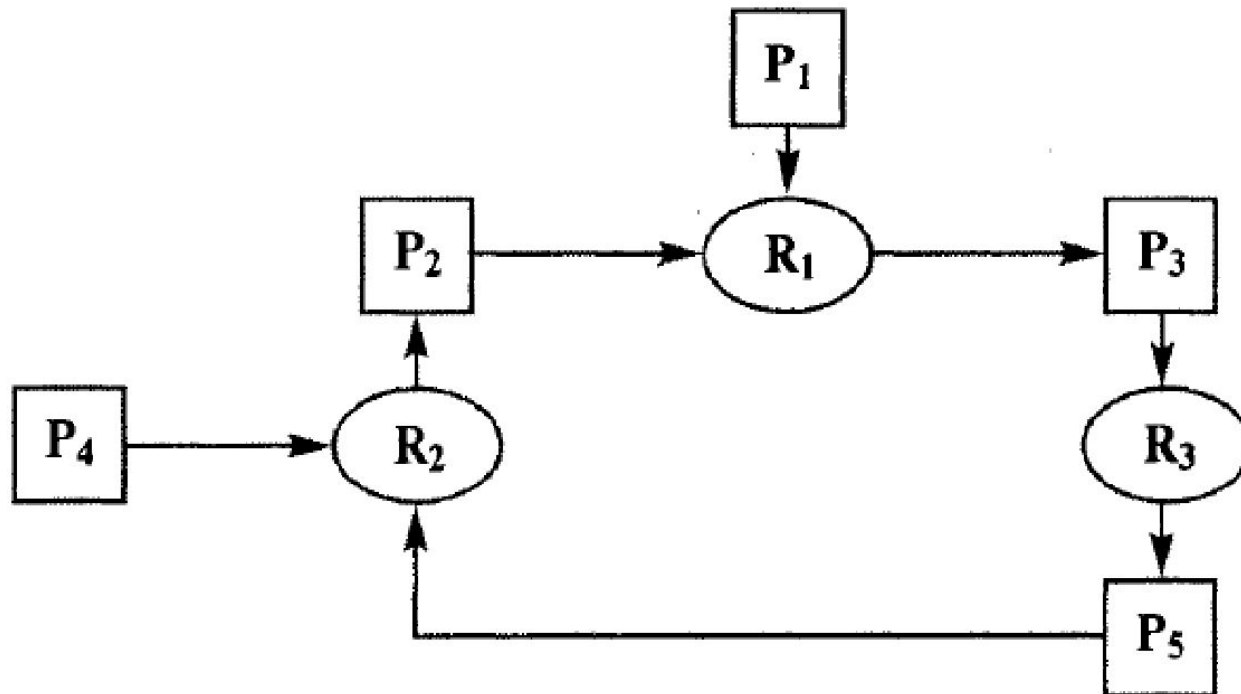 P₁
P₂
R₁
P₃
P₄
R₂
R₃
P₅